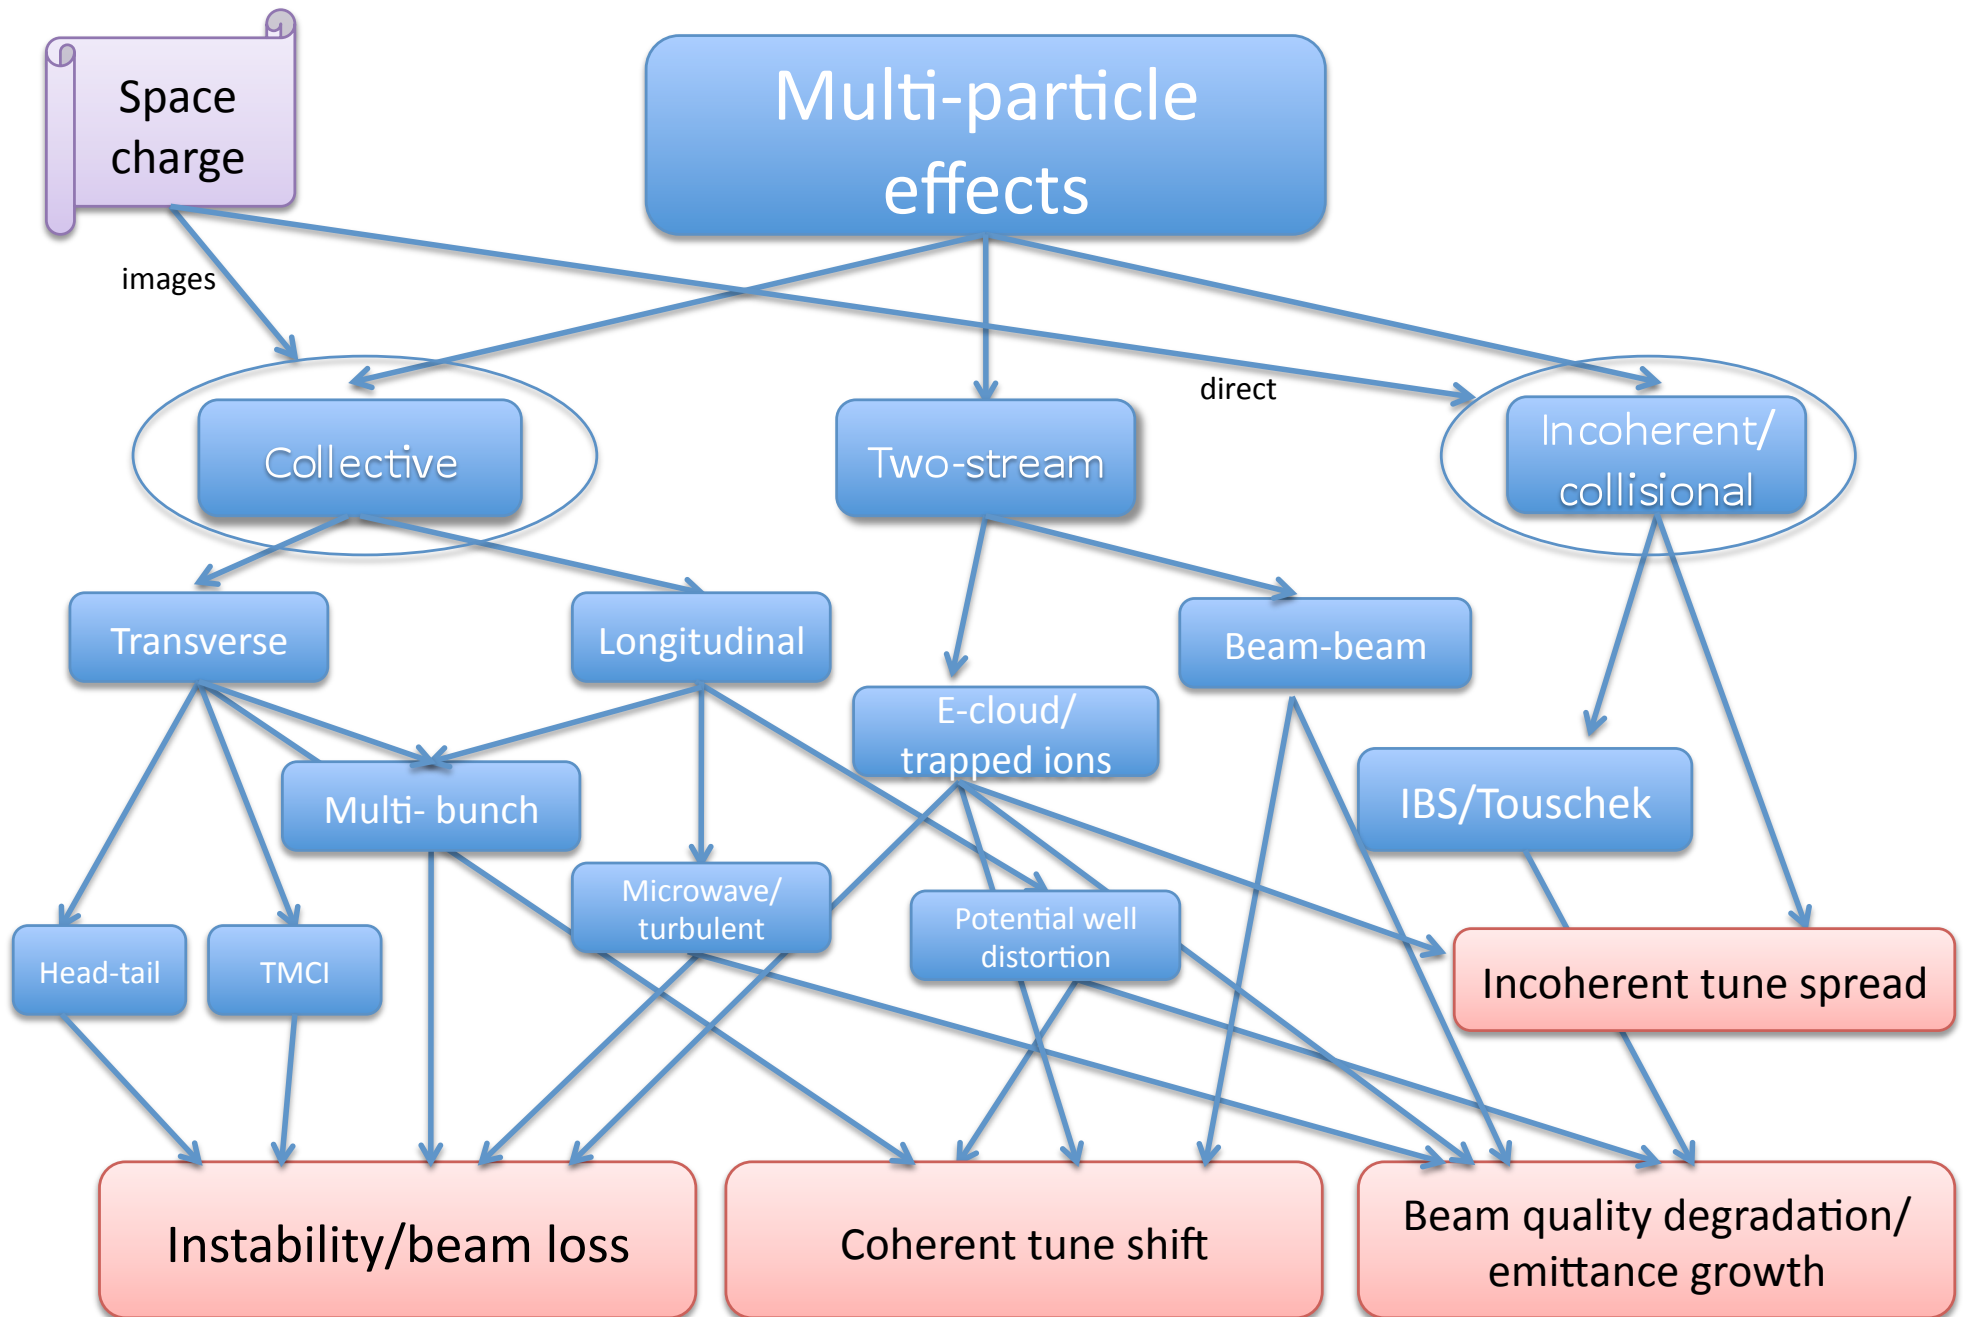 Space
charge
Multi-particle
effects
images
direct
Collective
Two-stream
Incoherent/
collisional
Transverse
Longitudinal
Beam-beam
E-cloud/
trapped ions
Multi- bunch
IBS/Touschek
Microwave/
turbulent
Potential well
distortion
Head-tail
TMCI
Incoherent tune spread
Instability/beam loss
Coherent tune shift
Beam quality degradation/
emittance growth